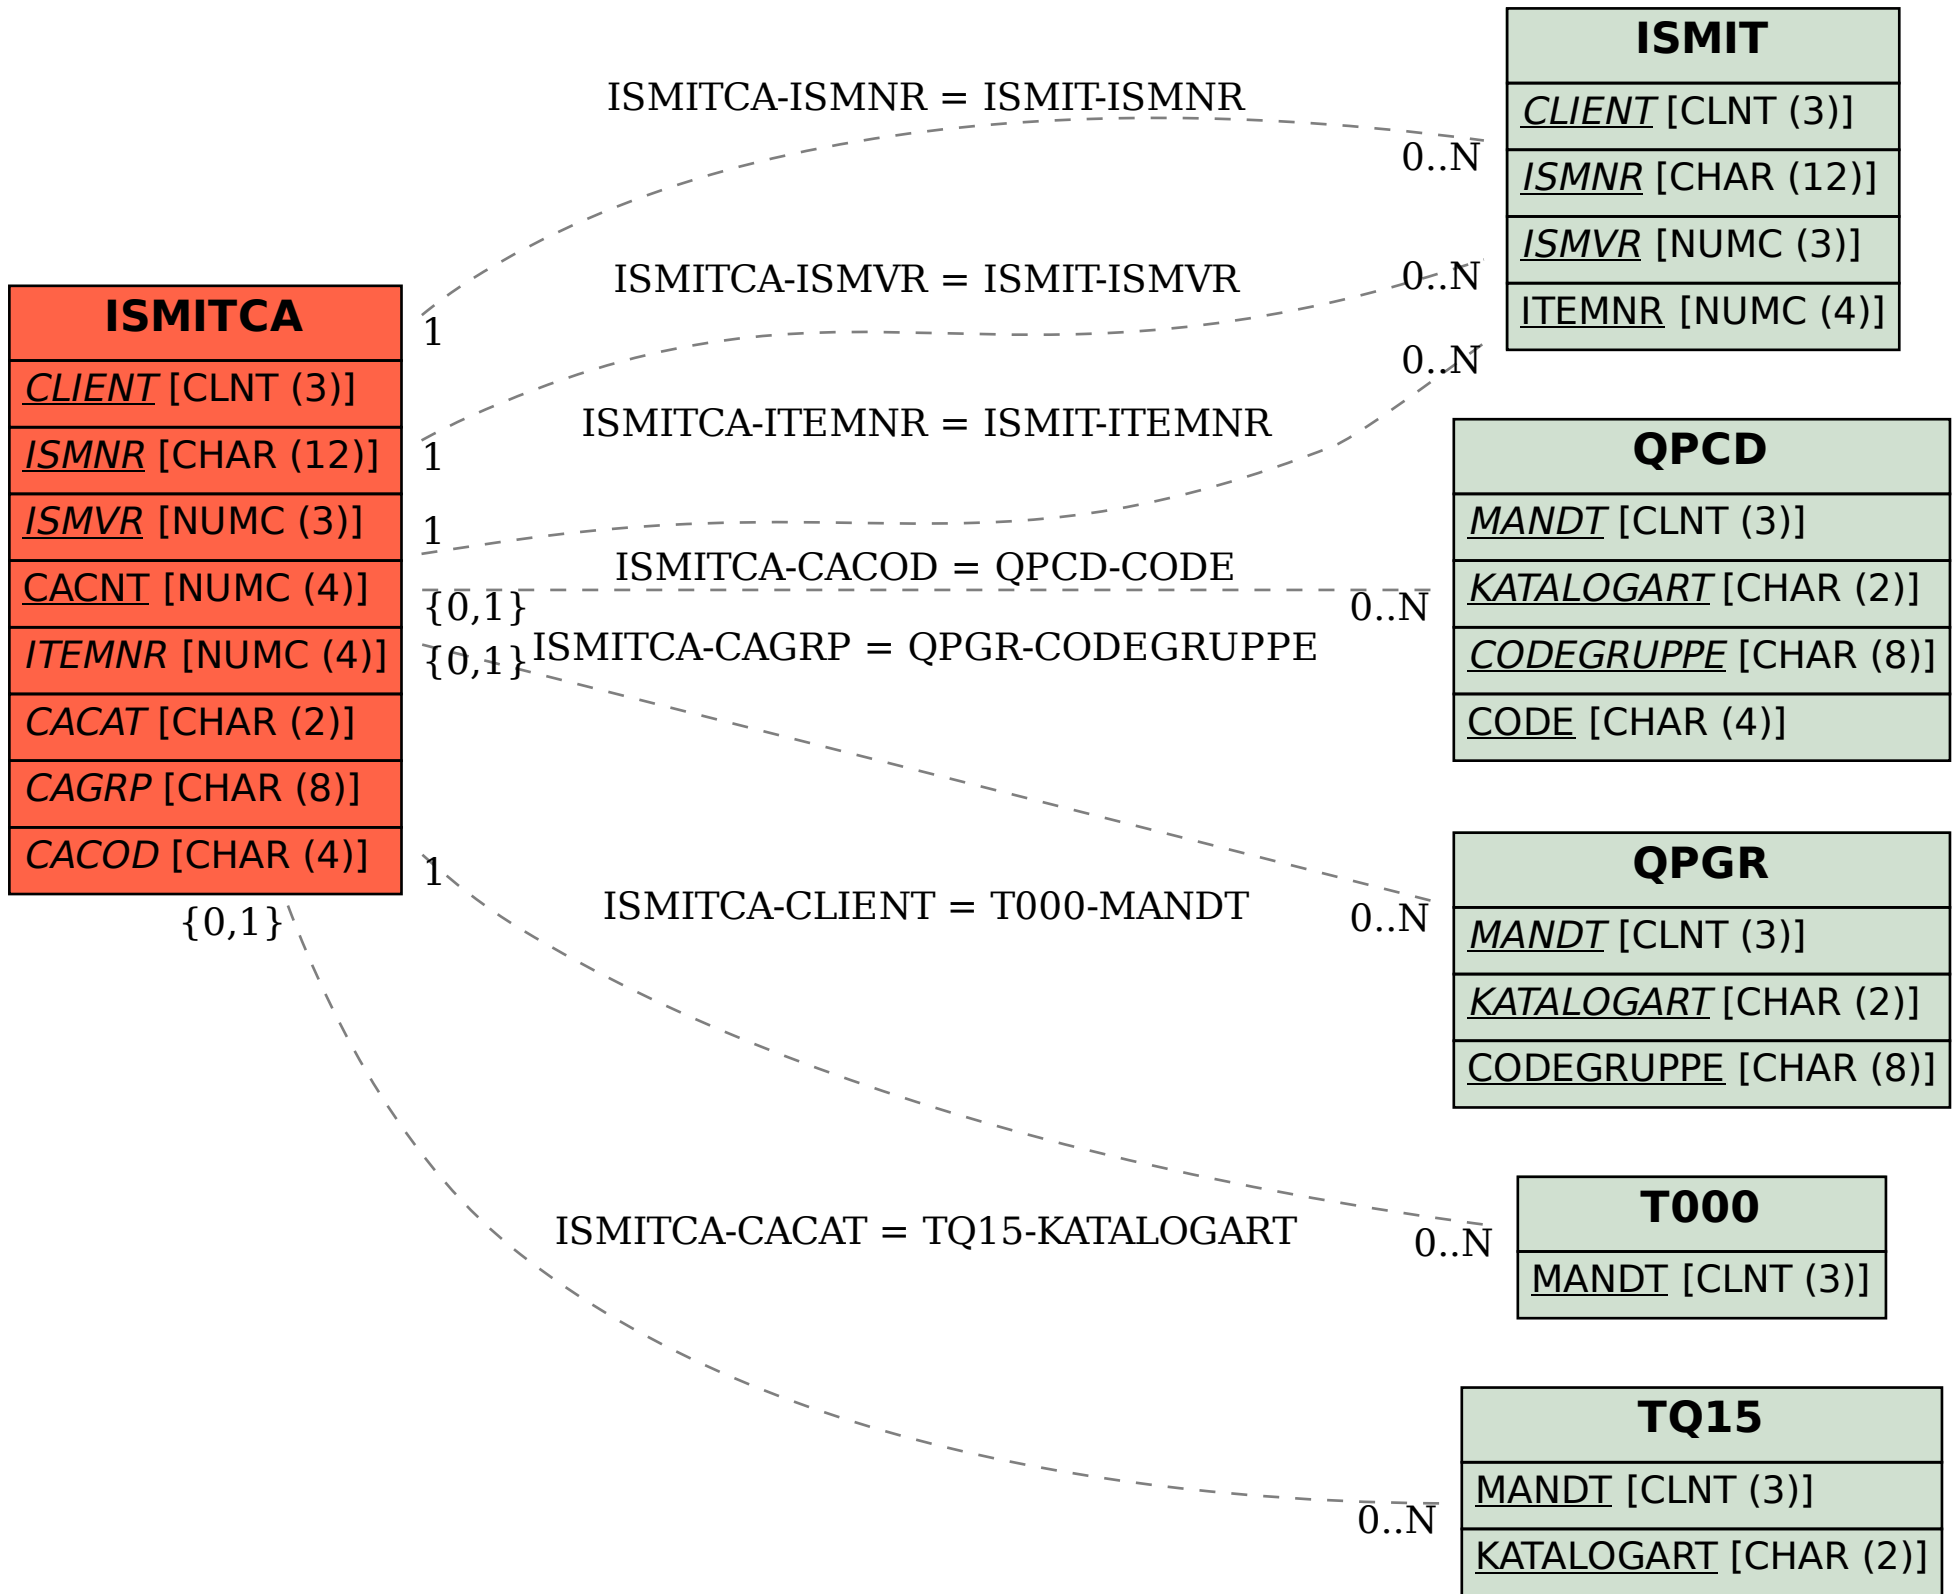 ISMITCA
CLIENT [CLNT (3)]
ISMNR [CHAR (12)]
ISMVR [NUMC (3)]
CACNT [NUMC (4)]
ITEMNR [NUMC (4)]
CACAT [CHAR (2)]
CAGRP [CHAR (8)]
CACOD [CHAR (4)]
ISMITCA-ISMNR = ISMIT-ISMNR
1
0..N
ISMITCA-ISMVR = ISMIT-ISMVR
1
0..N
ISMITCA-ITEMNR = ISMIT-ITEMNR
1
0..N
ISMITCA-CACOD = QPCD-CODE
{0,1}
0..N
ISMITCA-CAGRP = QPGR-CODEGRUPPE
{0,1}
0..N
ISMITCA-CLIENT = T000-MANDT
1
0..N
ISMITCA-CACAT = TQ15-KATALOGART
{0,1}
0..N
ISMIT
CLIENT [CLNT (3)]
ISMNR [CHAR (12)]
ISMVR [NUMC (3)]
ITEMNR [NUMC (4)]
QPCD
MANDT [CLNT (3)]
KATALOGART [CHAR (2)]
CODEGRUPPE [CHAR (8)]
CODE [CHAR (4)]
QPGR
MANDT [CLNT (3)]
KATALOGART [CHAR (2)]
CODEGRUPPE [CHAR (8)]
T000
MANDT [CLNT (3)]
TQ15
MANDT [CLNT (3)]
KATALOGART [CHAR (2)]